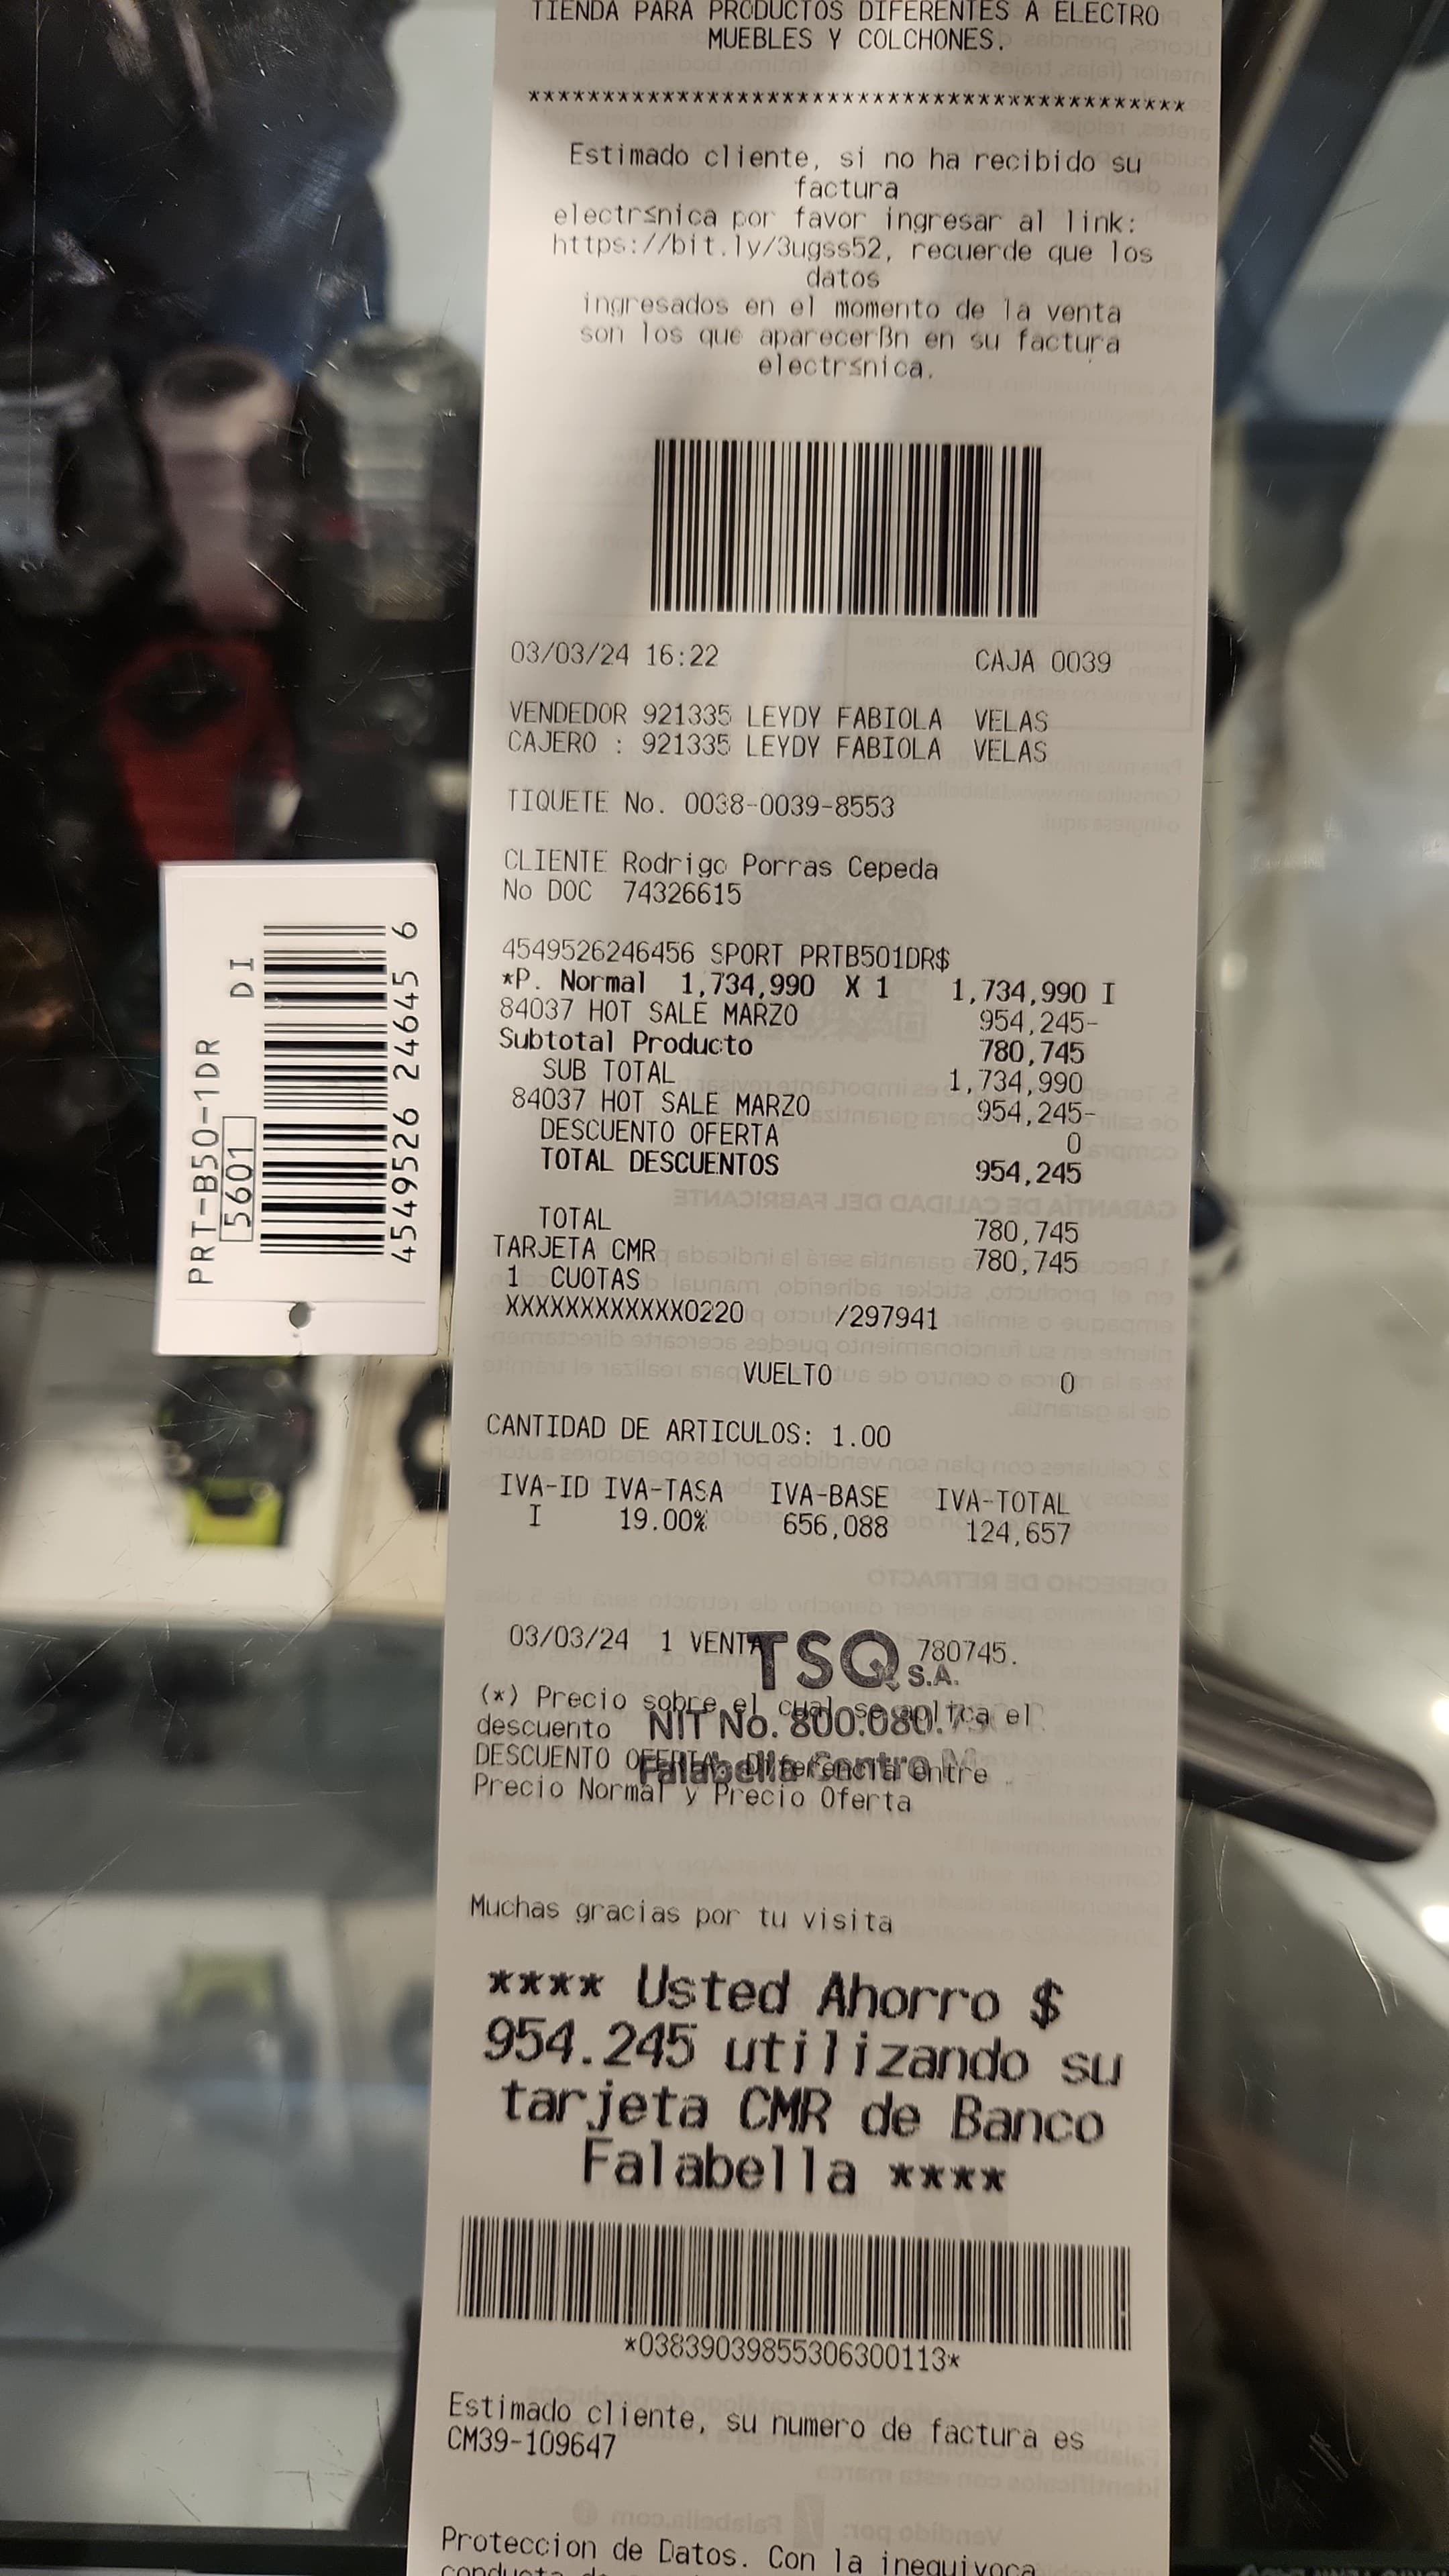 TIENDA PARA PRODUCTOS DIFERENTES A ELECTRO
MUEBLES Y COLCHONES.
********************************************
Estimado cliente, si no ha recibido su
factura
electr≤nica por favor ingresar al link:
https://bit.ly/3ugss52, recuerde que los
datos
ingresados en el momento de la venta
son los que aparecerßn en su factura
electr≤nica.
03/03/24 16:22 CAJA 0039
VENDEDOR 921335 LEYDY FABIOLA VELAS
CAJERO : 921335 LEYDY FABIOLA VELAS
TIQUETE No. 0038-0039-8553
CLIENTE Rodrigo Porras Cepeda
No DOC 74326615
4549526246456 SPORT PRTB501DR$
*P. Normal 1,734,990 X 1 1,734,990 I
84037 HOT SALE MARZO 954,245-
Subtotal Producto 780,745
SUB TOTAL 1,734,990
84037 HOT SALE MARZO 954,245-
DESCUENTO OFERTA 0
TOTAL DESCUENTOS 954,245
TOTAL 780,745
TARJETA CMR 780,745
1 CUOTAS
XXXXXXXXXXXX0220 /297941
VUELTO 0
CANTIDAD DE ARTICULOS: 1.00
IVA-ID IVA-TASA IVA-BASE IVA-TOTAL
I 19.00% 656,088 124,657
03/03/24 1 VENTA 780745.
TSQ S.A.
(*) Precio sobre el cual se aplica el
descuento
NIT No. 800.080.7
DESCUENTO OFERTA: Diferencia entre
Falabella Centro
Precio Normal y Precio Oferta
Muchas gracias por tu visita
**** Usted Ahorro $
954.245 utilizando su
tarjeta CMR de Banco
Falabella ****
*03839039855306300113*
Estimado cliente, su numero de factura es
CM39-109647
Proteccion de Datos. Con la inequivoca
PRT-B50-1DR
5601 DI
4549526 24645 6